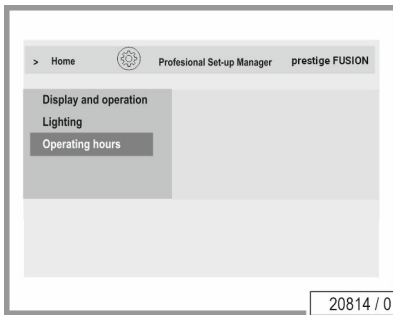 > Home Profesional Set-up Manager prestige FUSION
Display and operation
Lighting
Operating hours
20814 / 0